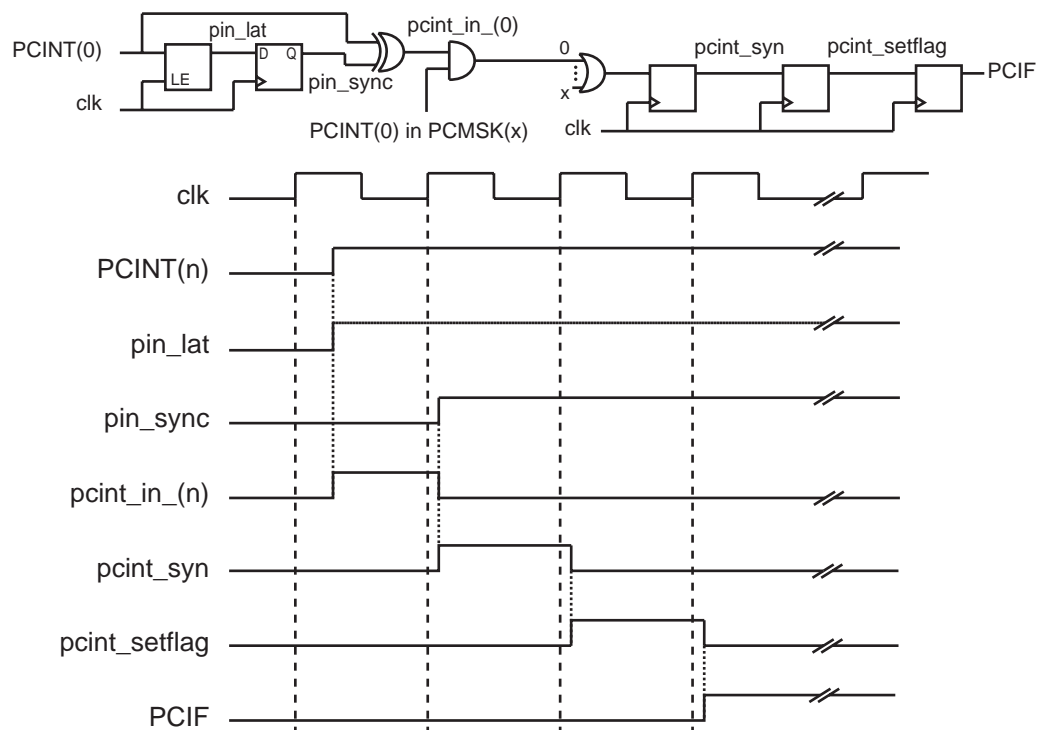 pin_lat
pcint_in_(0)
PCINT(0)
D Q
LE
pin_sync
clk
PCINT(0) in PCMSK(x)
0
x
clk
pcint_syn
pcint_setflag
PCIF
clk
PCINT(n)
pin_lat
pin_sync
pcint_in_(n)
pcint_syn
pcint_setflag
PCIF